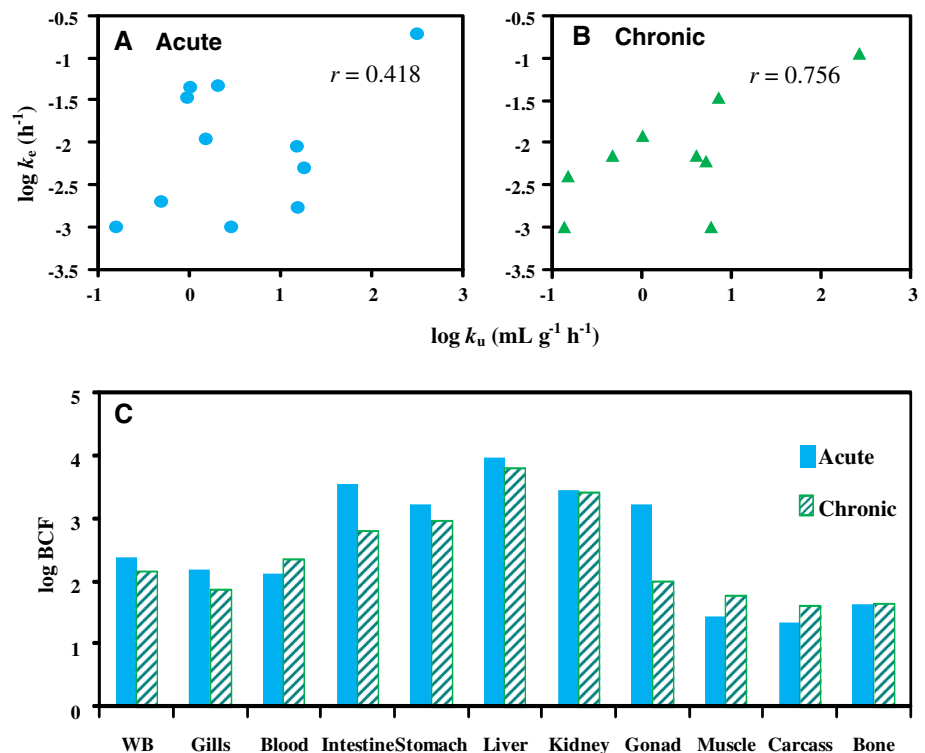 A Acute
r = 0.418
-0.5
-1
-1.5
-2
-2.5
-3
-3.5
-1 0 1 2 3
log kₑ (h⁻¹)
B Chronic
r = 0.756
-0.5
-1
-1.5
-2
-2.5
-3
-3.5
-1 0 1 2 3
log kᵤ (mL g⁻¹ h⁻¹)
C
5
4
3
2
1
0
log BCF
Acute
Chronic
WB Gills Blood Intestine Stomach Liver Kidney Gonad Muscle Carcass Bone